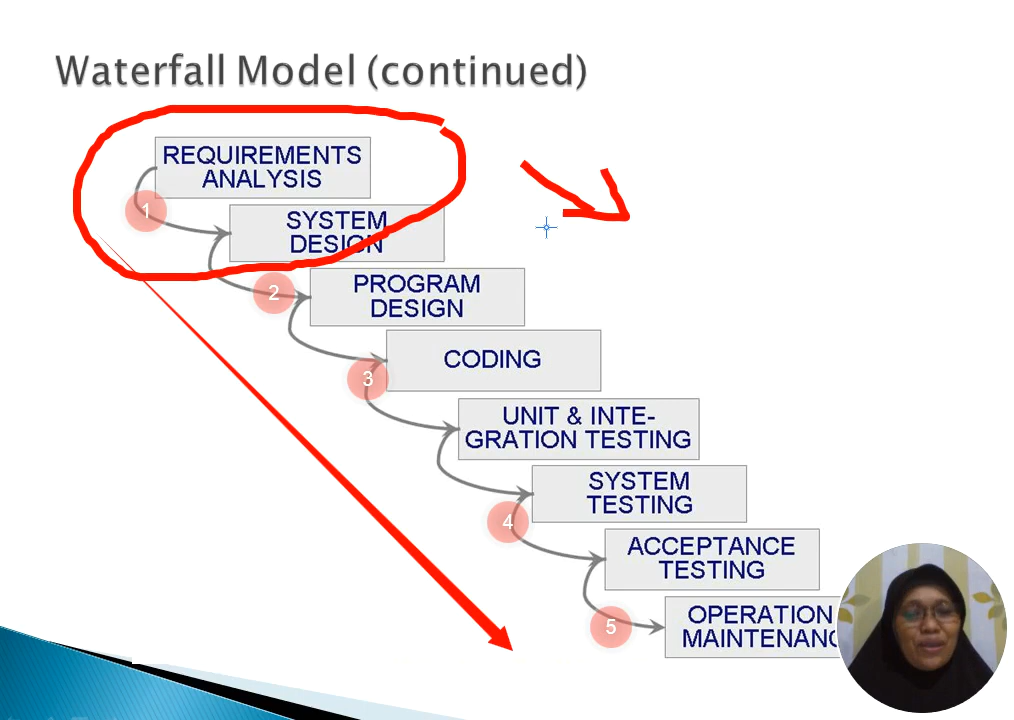 Waterfall Model (continued)
REQUIREMENTS
ANALYSIS
1
SYSTEM
DESIGN
2
PROGRAM
DESIGN
CODING
3
UNIT & INTE-
GRATION TESTING
SYSTEM
TESTING
4
ACCEPTANCE
TESTING
OPERATION
5
MAINTENANC